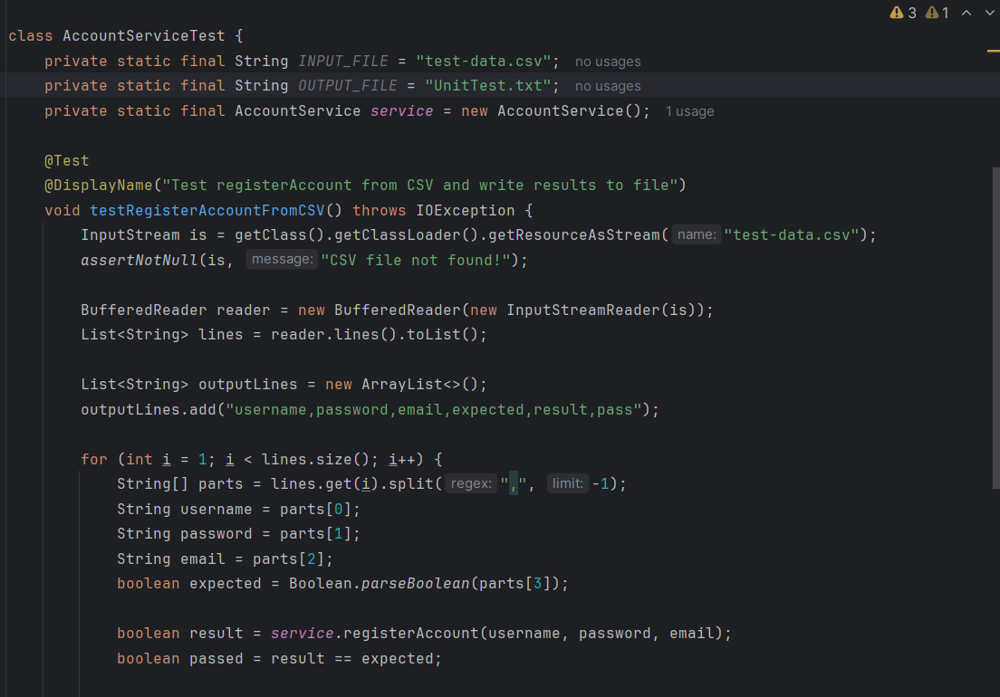 3 1
class AccountServiceTest {
private static final String INPUT_FILE = "test-data.csv"; no usages
private static final String OUTPUT_FILE = "UnitTest.txt"; no usages
private static final AccountService service = new AccountService(); 1 usage
@Test
@DisplayName("Test registerAccount from CSV and write results to file")
void testRegisterAccountFromCSV() throws IOException {
InputStream is = getClass().getClassLoader().getResourceAsStream( name: "test-data.csv");
assertNotNull(is, message: "CSV file not found!");
BufferedReader reader = new BufferedReader(new InputStreamReader(is));
List<String> lines = reader.lines().toList();
List<String> outputLines = new ArrayList<>();
outputLines.add("username,password,email,expected,result,pass");
for (int i = 1; i < lines.size(); i++) {
String[] parts = lines.get(i).split( regex: ",", limit: -1);
String username = parts[0];
String password = parts[1];
String email = parts[2];
boolean expected = Boolean.parseBoolean(parts[3]);
boolean result = service.registerAccount(username, password, email);
boolean passed = result == expected;